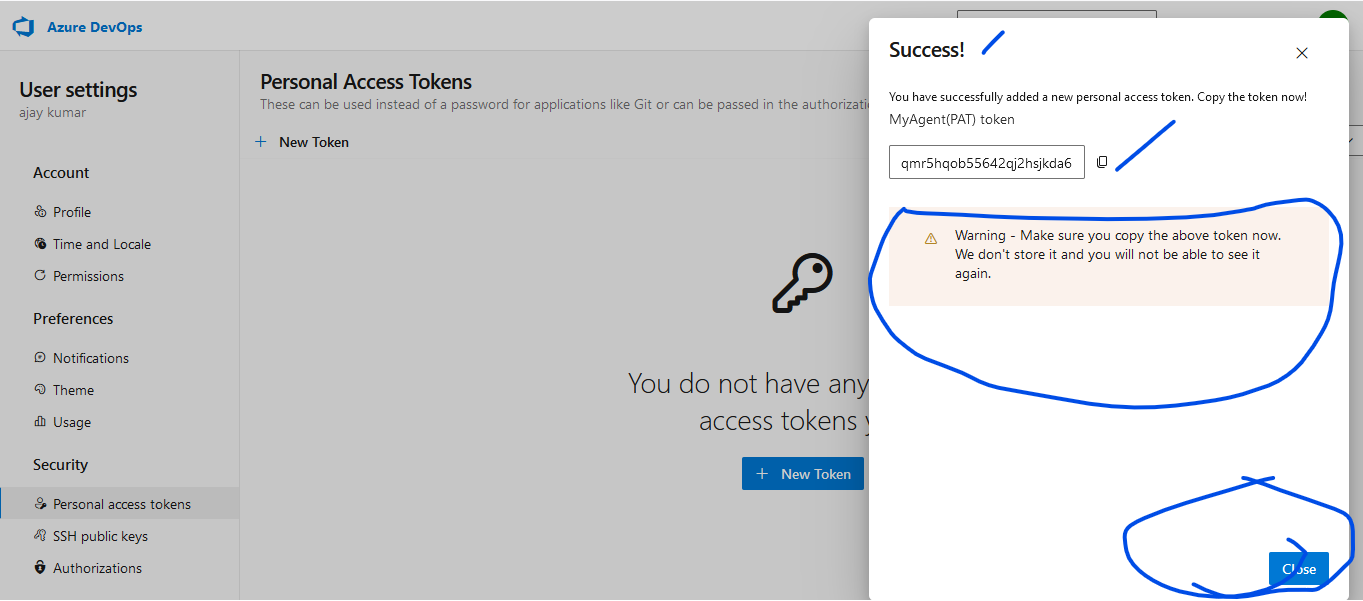 Azure DevOps
User settings
ajay kumar
Account
Profile
Time and Locale
Permissions
Preferences
Notifications
Theme
Usage
Security
Personal access tokens
SSH public keys
Authorizations
Personal Access Tokens
These can be used instead of a password for applications like Git or can be passed in the
+ New Token
You do not have any
access tokens
+ New Token
Success!
You have successfully added a new personal access token. Copy the token now!
MyAgent(PAT) token
qmr5hqob55642qj2hsjkda6
Warning - Make sure you copy the above token now.
We don't store it and you will not be able to see it
again.
Close